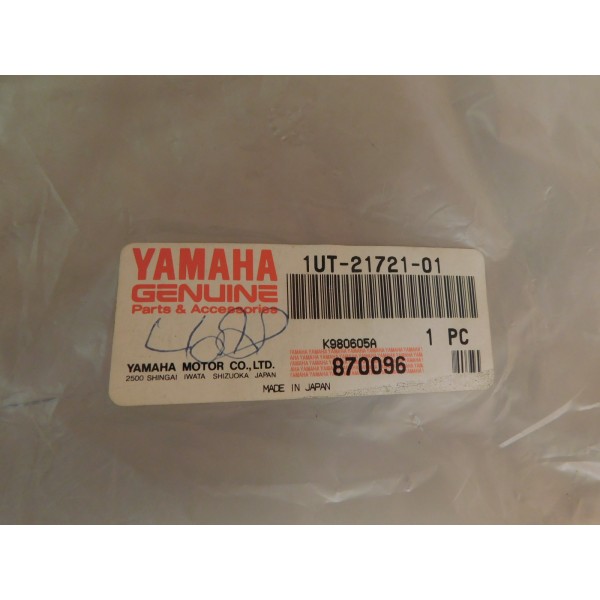 YAMAHA
GENUINE
Parts & Accessories
YAMAHA MOTOR CO.,LTD.
2500 SHINGAI IWATA SHIZUOKA JAPAN
1UT-21721-01
K980605A
1 PC
870096
MADE IN JAPAN